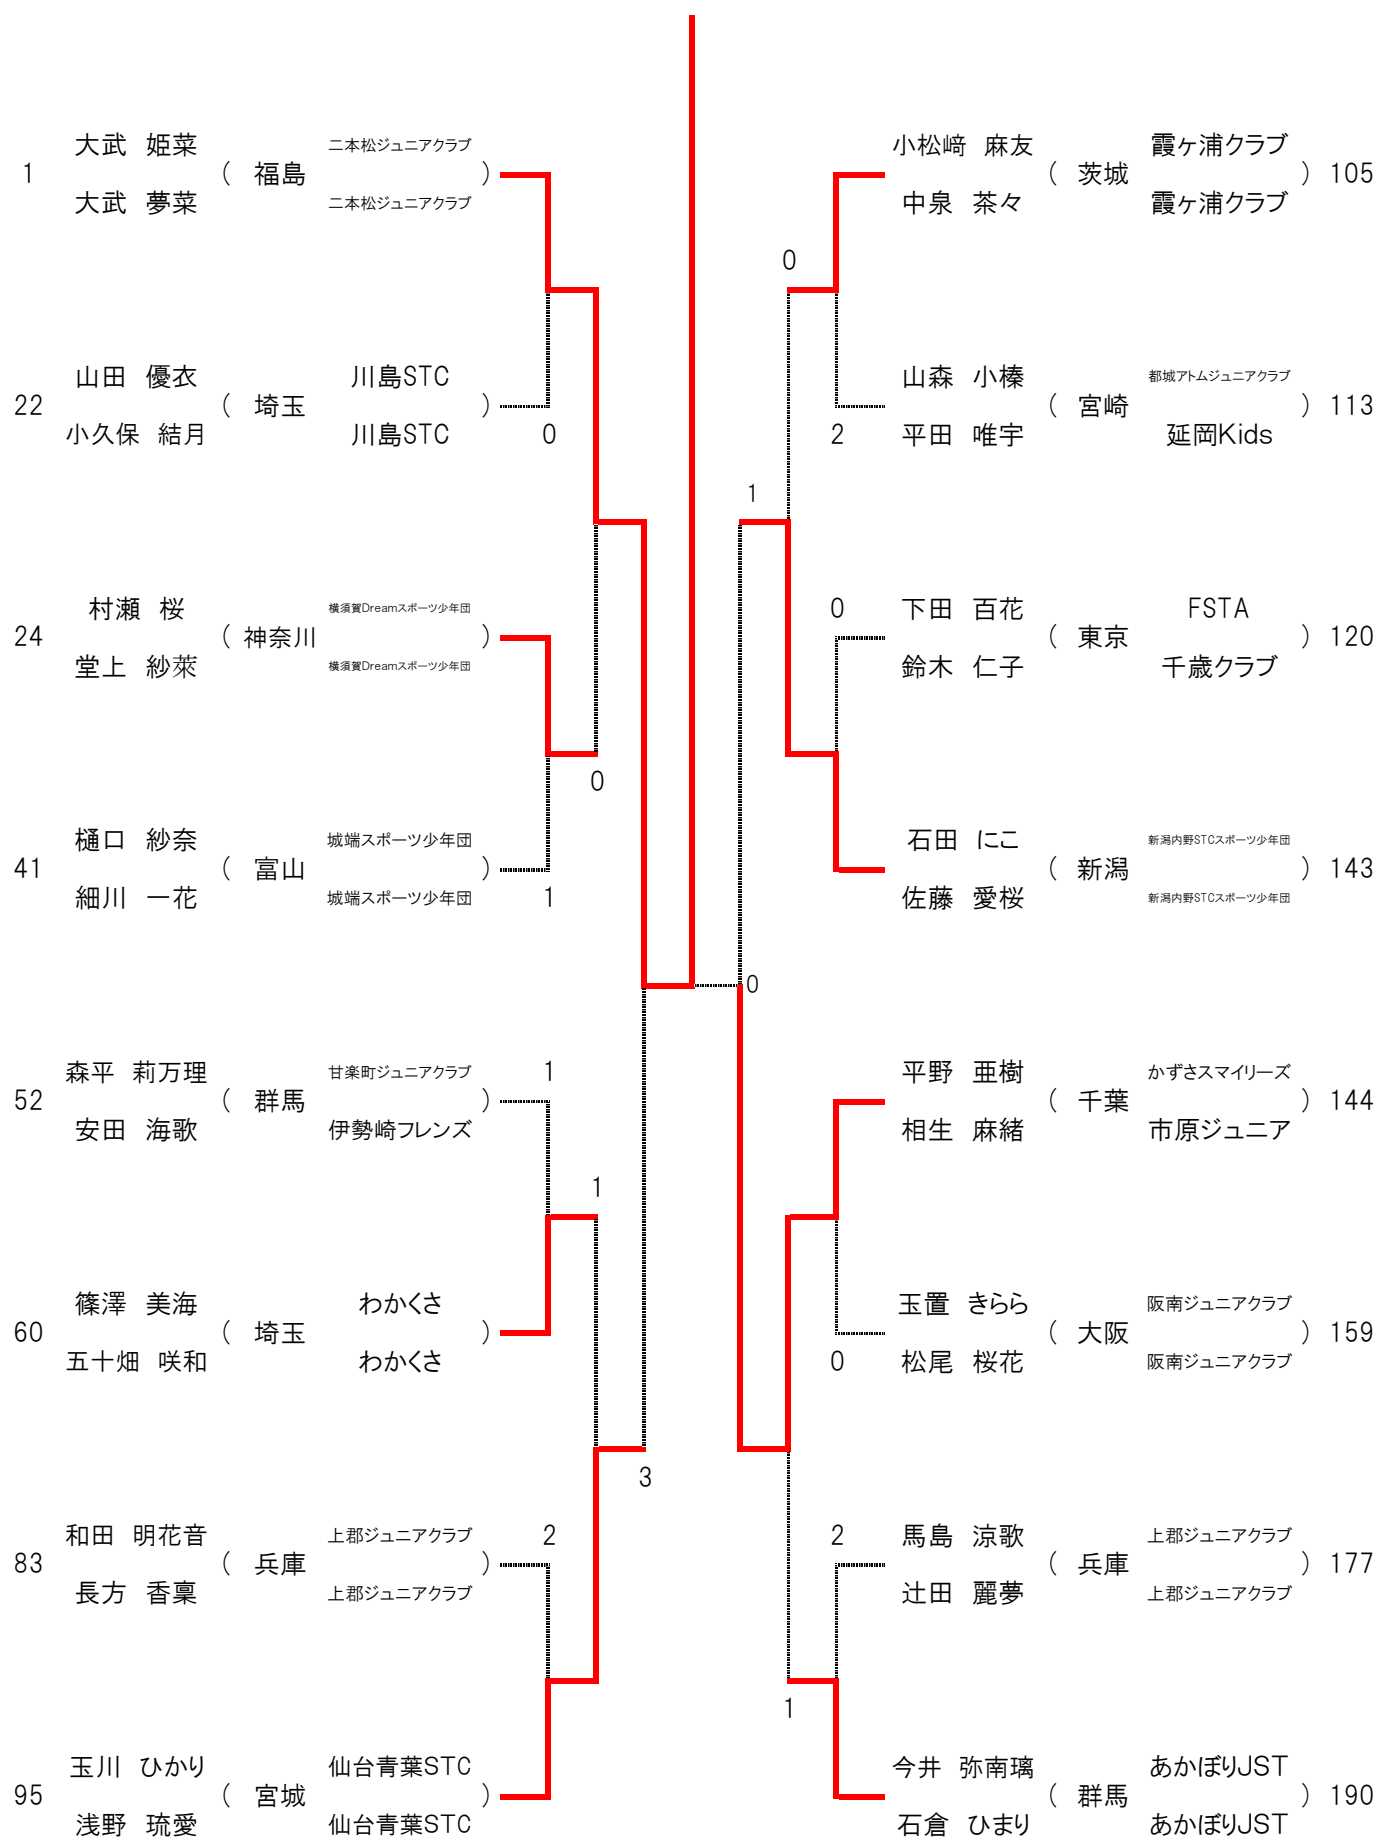 大武 姫菜 二本松ジュニアクラブ
1 ( 福島 )
大武 夢菜 二本松ジュニアクラブ
0
山田 優衣 川島STC
22 ( 埼玉 )
小久保 結月 川島STC
0
村瀬 桜 横須賀Dreamスポーツ少年団
24 ( 神奈川 )
堂上 紗萊 横須賀Dreamスポーツ少年団
0
樋口 紗奈 城端スポーツ少年団
41 ( 富山 )
細川 一花 城端スポーツ少年団
1
森平 莉万理 甘楽町ジュニアクラブ
1
52 ( 群馬 )
安田 海歌 伊勢崎フレンズ
1
篠澤 美海 わかくさ
60 ( 埼玉 )
五十畑 咲和 わかくさ
3
和田 明花音 上郡ジュニアクラブ
2
83 ( 兵庫 )
長方 香稟 上郡ジュニアクラブ
玉川 ひかり 仙台青葉STC
95 ( 宮城 )
浅野 琉愛 仙台青葉STC
小松﨑 麻友 霞ヶ浦クラブ
( 茨城 ) 105
中泉 茶々 霞ヶ浦クラブ
0
山森 小榛 都城アトムジュニアクラブ
( 宮崎 ) 113
2
平田 唯宇 延岡Kids
1
0
下田 百花 FSTA
( 東京 ) 120
鈴木 仁子 千歳クラブ
石田 にこ 新潟内野STCスポーツ少年団
( 新潟 ) 143
佐藤 愛桜 新潟内野STCスポーツ少年団
0
平野 亜樹 かずさスマイリーズ
( 千葉 ) 144
相生 麻緒 市原ジュニア
玉置 きらら 阪南ジュニアクラブ
( 大阪 ) 159
0
松尾 桜花 阪南ジュニアクラブ
2
馬島 涼歌 上郡ジュニアクラブ
( 兵庫 ) 177
辻田 麗夢 上郡ジュニアクラブ
1
今井 弥南璃 あかぼりJST
( 群馬 ) 190
石倉 ひまり あかぼりJST